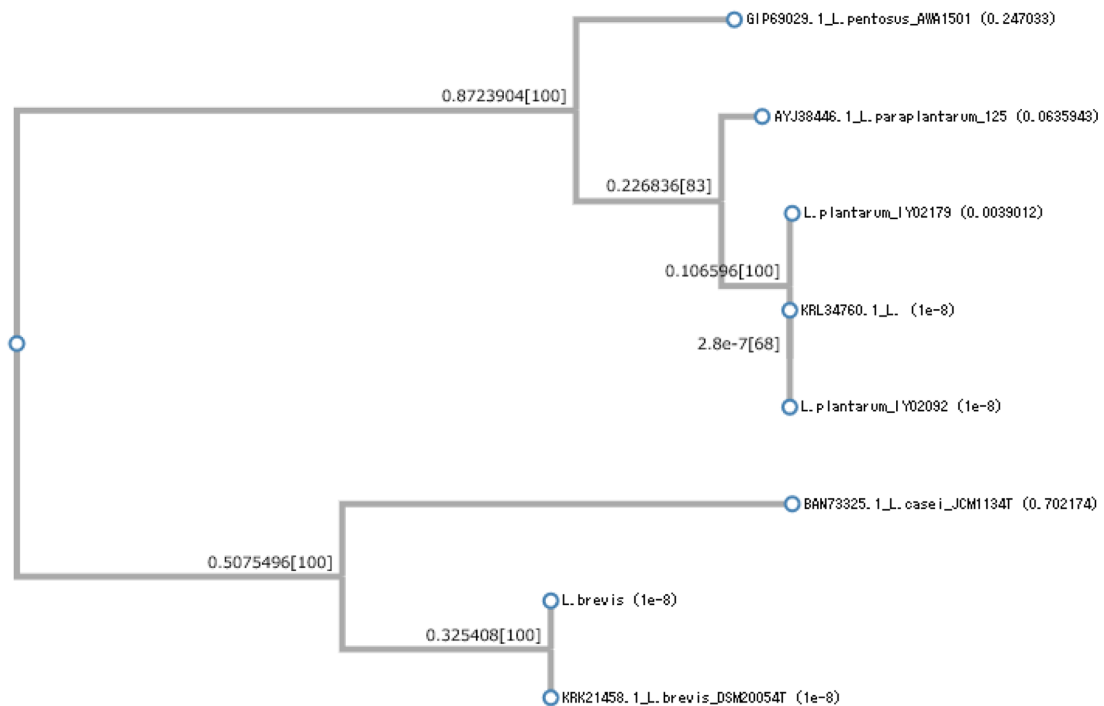 GIP69029.1_L.pentosus_AWA1501 (0.247033)
0.8723904[100]
AYJ38446.1_L.paraplantarum_125 (0.0635943)
0.226836[83]
L.plantarum_IY02179 (0.0039012)
0.106596[100]
KRL34760.1_L. (1e-8)
2.8e-7[68]
L.plantarum_IY02092 (1e-8)
BAN73325.1_L.casei_JCM1134T (0.702174)
0.5075496[100]
L.brevis (1e-8)
0.325408[100]
KRK21458.1_L.brevis_DSM20054T (1e-8)